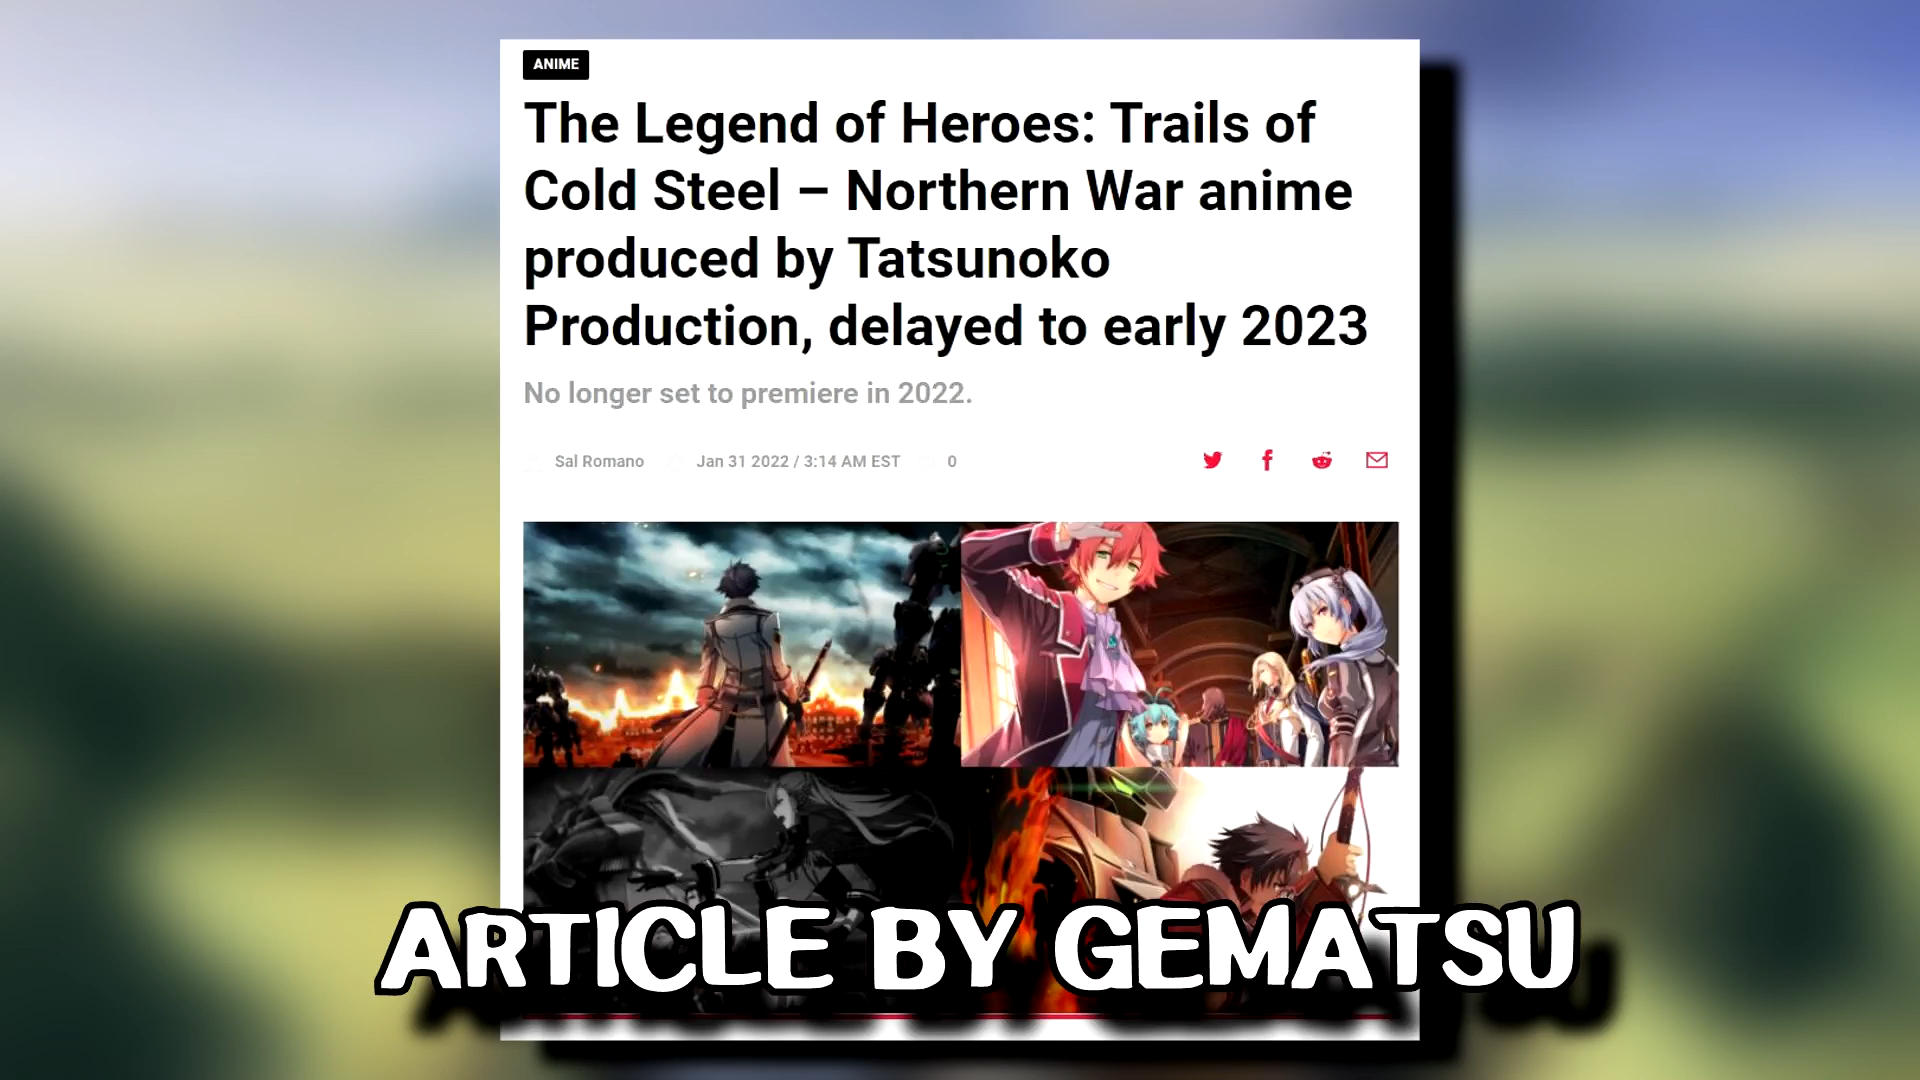 ANIME
The Legend of Heroes: Trails of
Cold Steel – Northern War anime
produced by Tatsunoko
Production, delayed to early 2023
No longer set to premiere in 2022.
Sal Romano Jan 31 2022 / 3:14 AM EST 0
ARTICLE BY GEMATSU